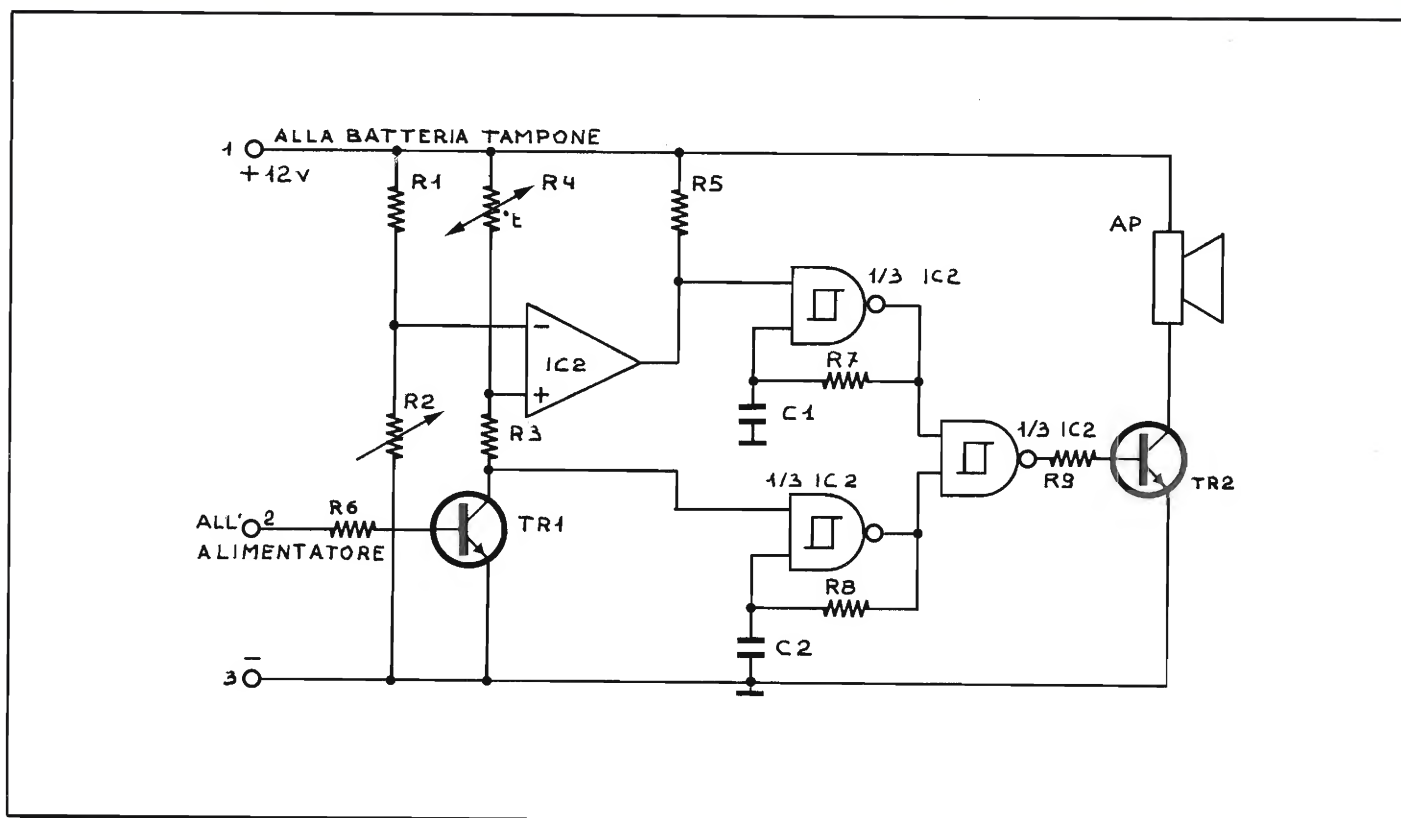 1 ALLA BATTERIA TAMPONE
+12V
R1
R4
't
R5
AP
1/3 IC2
IC2
-
+
R7
C1
R2
R3
1/3 IC2
R9
TR2
1/3 IC2
ALL' 2
ALIMENTATORE
R6
TR1
R8
C2
3 -